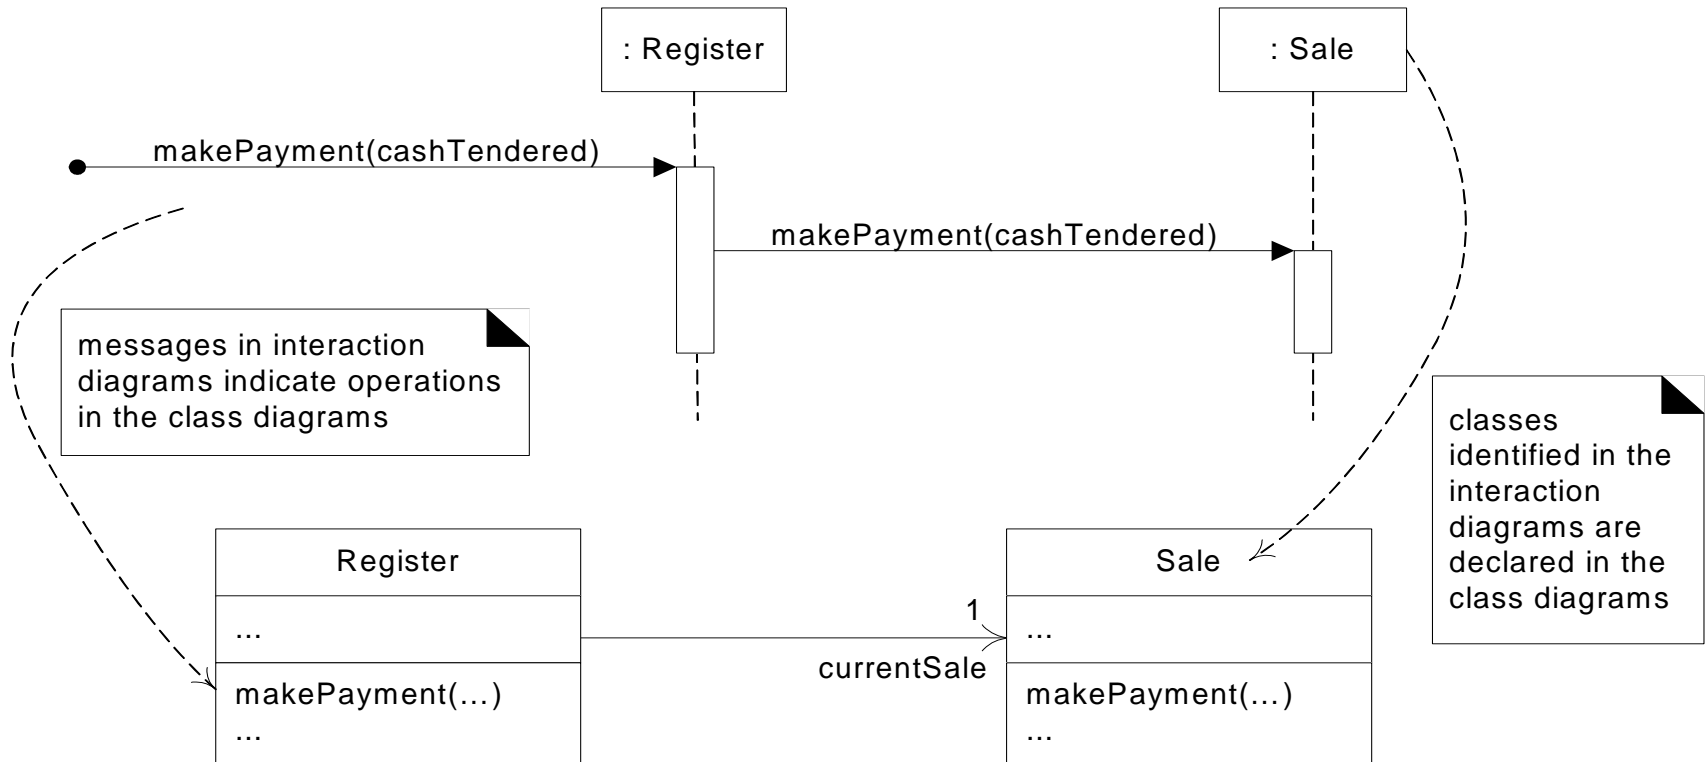 : Register
: Sale
makePayment(cashTendered)
makePayment(cashTendered)
messages in interaction
diagrams indicate operations
in the class diagrams
classes
identified in the
interaction
diagrams are
declared in the
class diagrams
Register
...
makePayment(...)
...
1
currentSale
Sale
...
makePayment(...)
...